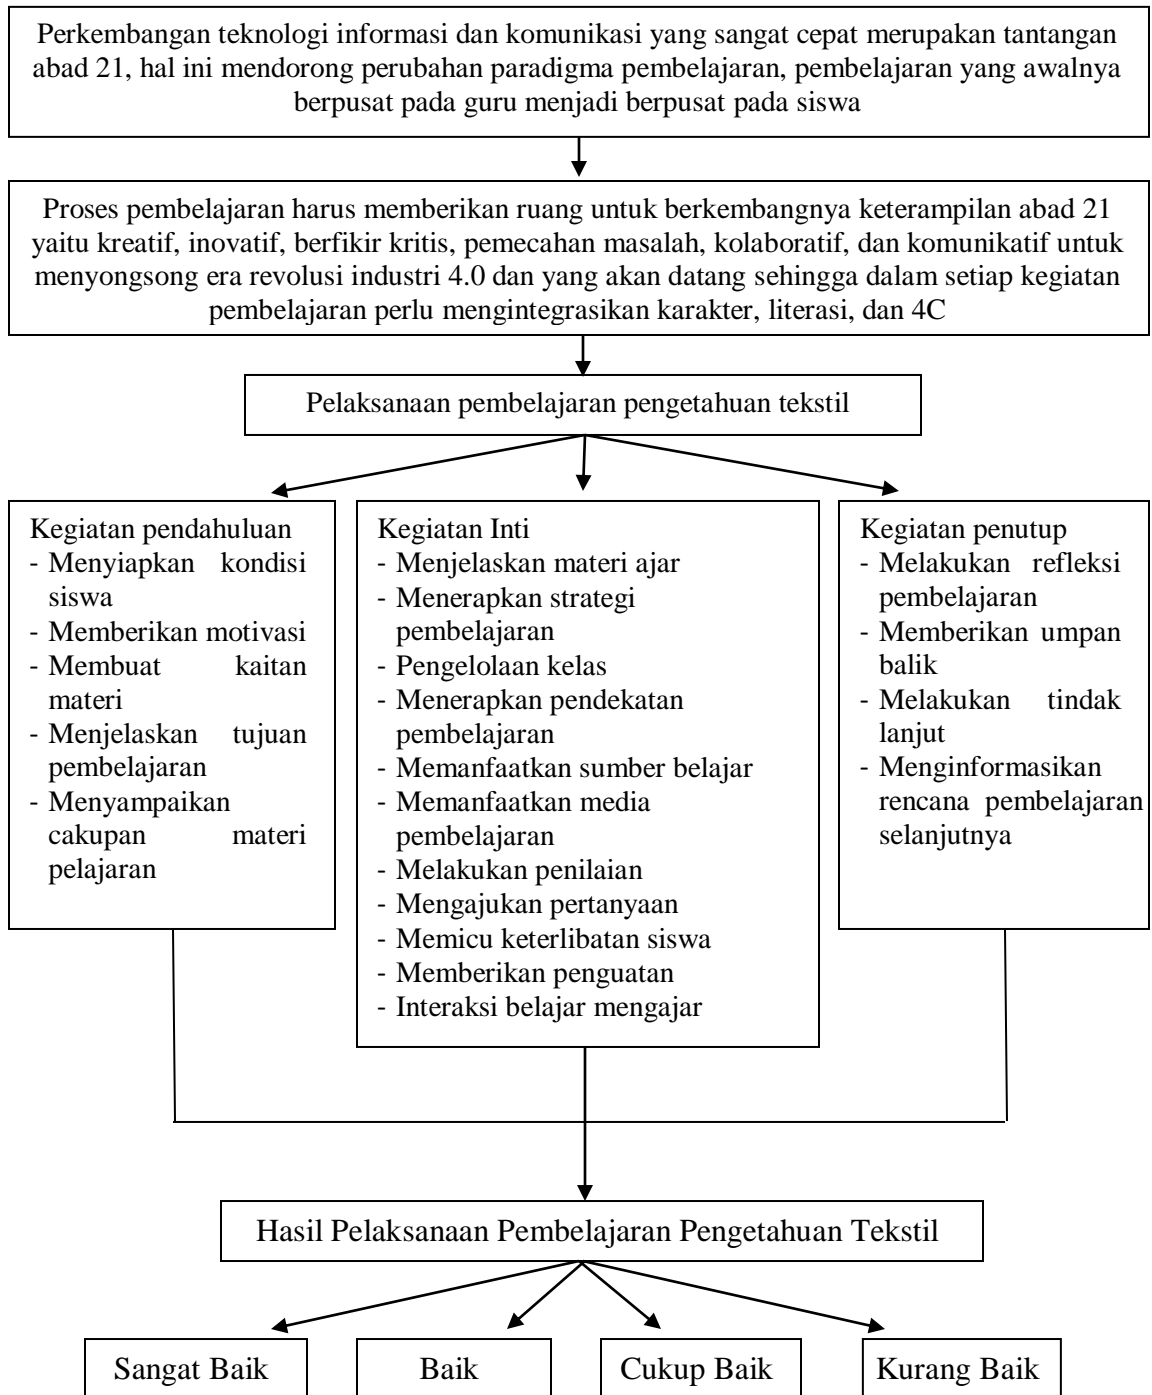 Perkembangan teknologi informasi dan komunikasi yang sangat cepat merupakan tantangan
abad 21, hal ini mendorong perubahan paradigma pembelajaran, pembelajaran yang awalnya
berpusat pada guru menjadi berpusat pada siswa
Proses pembelajaran harus memberikan ruang untuk berkembangnya keterampilan abad 21
yaitu kreatif, inovatif, berfikir kritis, pemecahan masalah, kolaboratif, dan komunikatif untuk
menyongsong era revolusi industri 4.0 dan yang akan datang sehingga dalam setiap kegiatan
pembelajaran perlu mengintegrasikan karakter, literasi, dan 4C
Pelaksanaan pembelajaran pengetahuan tekstil
Kegiatan pendahuluan
- Menyiapkan kondisi
siswa
- Memberikan motivasi
- Membuat kaitan
materi
- Menjelaskan tujuan
pembelajaran
- Menyampaikan
cakupan materi
pelajaran
Kegiatan Inti
- Menjelaskan materi ajar
- Menerapkan strategi
pembelajaran
- Pengelolaan kelas
- Menerapkan pendekatan
pembelajaran
- Memanfaatkan sumber belajar
- Memanfaatkan media
pembelajaran
- Melakukan penilaian
- Mengajukan pertanyaan
- Memicu keterlibatan siswa
- Memberikan penguatan
- Interaksi belajar mengajar
Kegiatan penutup
- Melakukan refleksi
pembelajaran
- Memberikan umpan
balik
- Melakukan tindak
lanjut
- Menginformasikan
rencana pembelajaran
selanjutnya
Hasil Pelaksanaan Pembelajaran Pengetahuan Tekstil
Sangat Baik
Baik
Cukup Baik
Kurang Baik